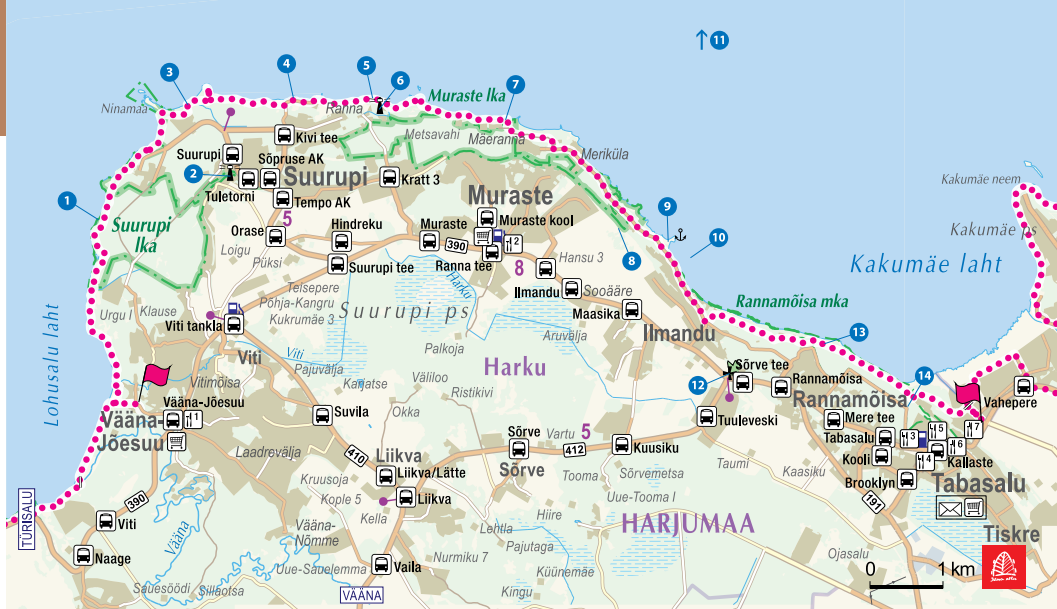 11
3
4
5
6
7
Ninamaa
Ranna
Muraste lka
Kivi tee
Metsavahi
Mäeranna
Meriküla
Suurupi
Sõpruse AK
2
Suurupi
Kratt 3
Kakumäe neem
Tuletorni
Tempo AK
Muraste
1
5
Muraste
Muraste kool
9
Suurupi
lka
Orase
Hindreku
390
2
10
Kakumäe ps
Loigu
Püksi
Suurupi tee
Ranna tee
8
Hansu 3
8
Kakumäe laht
Teisepere
Harku
Ilmandu
Sooääre
Urgu I
Klause
Põhja-Kangru
Kukrumäe 3
Suurupi ps
Maasika
Rannamõisa mka
Lohusalu laht
Viti tankla
Aruvälja
Ilmandu
13
Viti
Viti
Palkoja
Harku
Pajuvälja
Väliloo
Sõrve tee
14
Vitimõisa
Karjatse
Ristikivi
12
Rannamõisa
Vääna-Jõesuu
Okka
Rannamõisa
Vahepere
Vääna-
Jõesuu
1
Suvila
Tuuleveski
Mere tee
5
7
Vartu
5
Tabasalu
3
6
Liikva
Sõrve
412
Kuusiku
Kooli
4
Kallaste
Laadrevälja
410
Sõrve
Taumi
Kaasiku
Brooklyn
Kruusoja
Liikva/Lätte
Tooma
Sõrvemetsa
Tabasalu
390
Kople 5
Liikva
Uue-Tooma I
191
TÜRISALU
Viti
Kella
Hiire
HARJUMAA
Vääna
Vääna-
Nõmme
Lehtla
Pajutaga
Tiskre
Naage
Nurmiku 7
Ojasalu
Uue-Sanelemma
Vaila
Küünemäe
0
1 km
Sauesöödi
Sillaotsa
VÄÄNA
Kingu